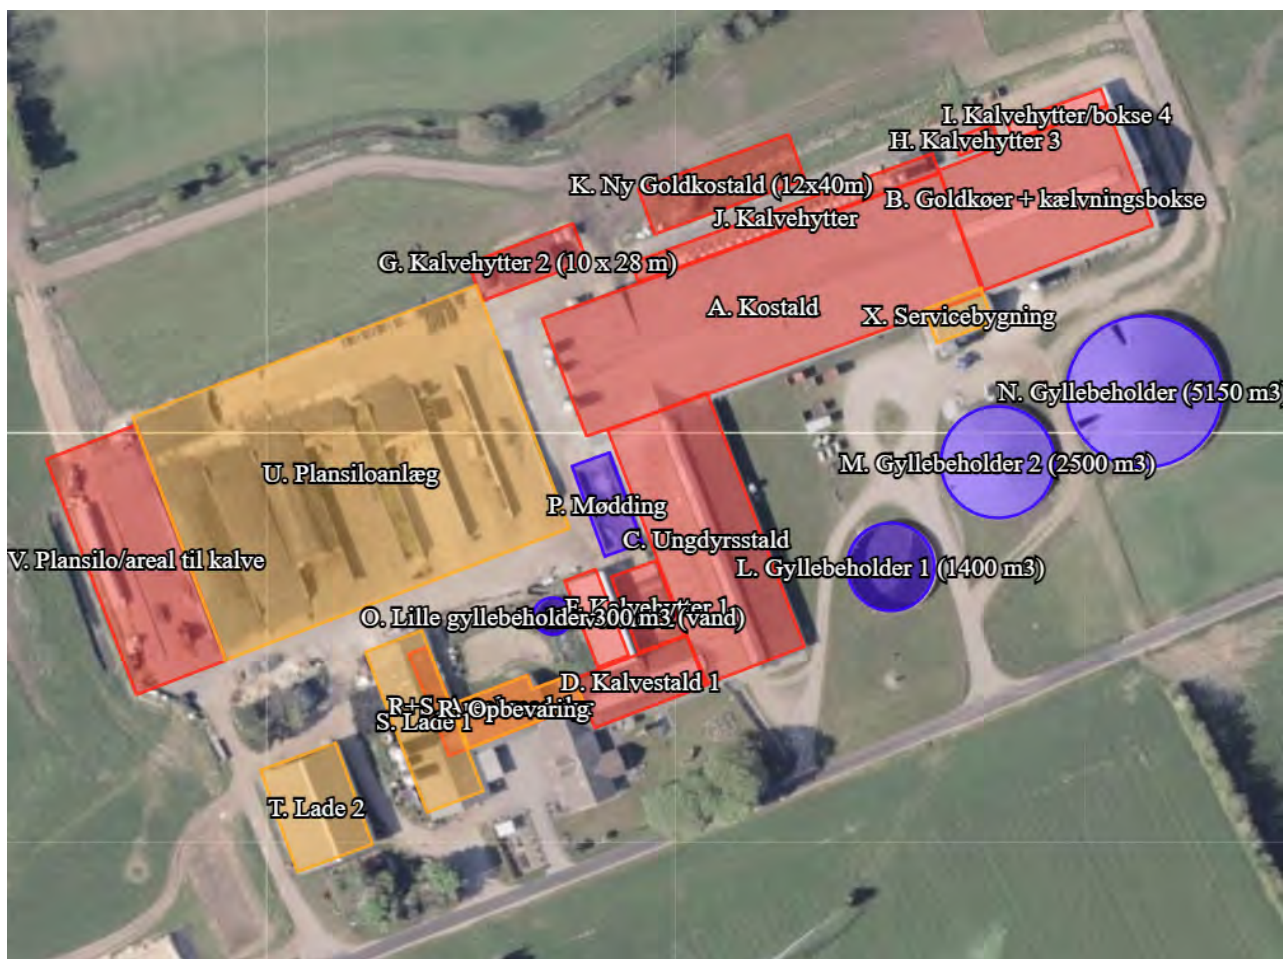 I. Kalvehytter/bokse 4
H. Kalvehytter 3
K. Ny Goldkostald (12x40m)
B. Goldkøer + kælvningsbokse
J. Kalvehytter
G. Kalvehytter 2 (10 x 28 m)
A. Kostald
X. Servicebygning
N. Gyllebeholder (5150 m3)
M. Gyllebeholder 2 (2500 m3)
U. Plansiloanlæg
P. Mødding
C. Ungdyrsstald
V. Plansilo/areal til kalve
L. Gyllebeholder 1 (1400 m3)
Kalvehytter 1
O. Lille gyllebeholder 300 m3 (vand)
D. Kalvestald 1
R+S
R. Opbevaring
S. Lade 1
T. Lade 2